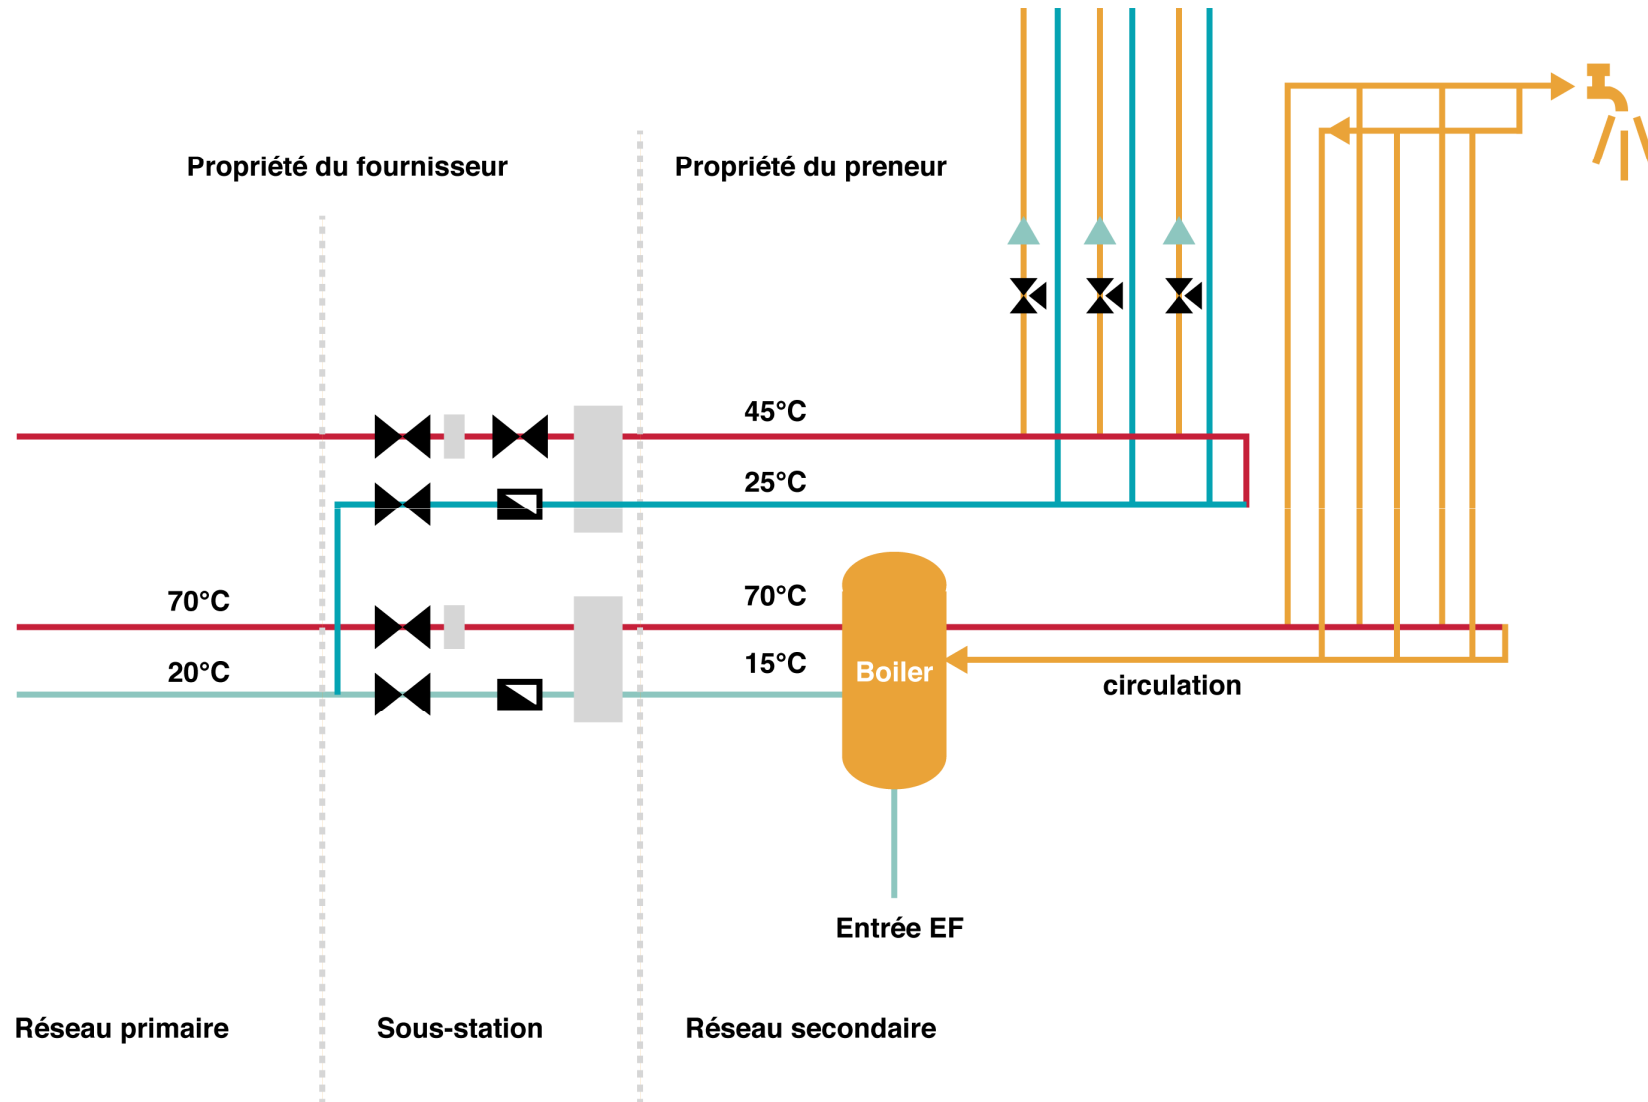 Propriété du fournisseur
Propriété du preneur
45°C
25°C
70°C
70°C
20°C
15°C
Boiler
circulation
Entrée EF
Réseau primaire
Sous-station
Réseau secondaire